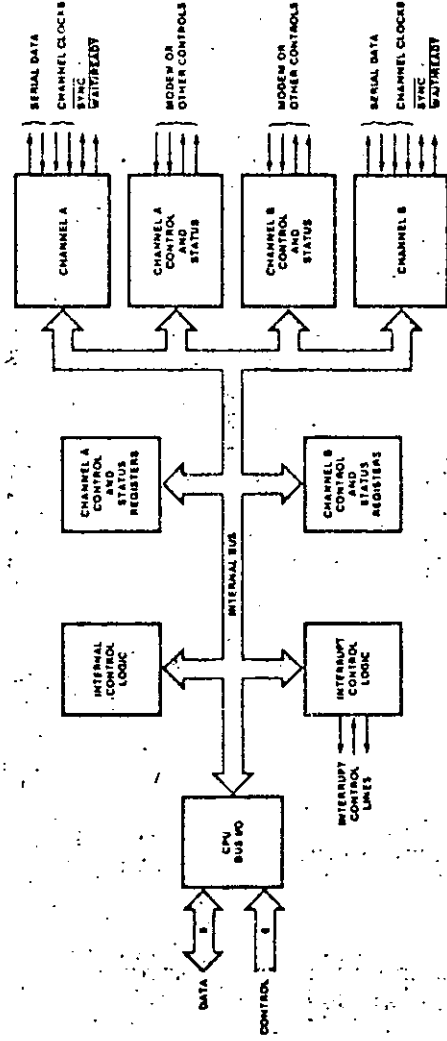 SERIAL DATA
CHANNEL CLOCKS
SYNC
WAIT/READY
MODEM OR
OTHER CONTROLS
MODEM OR
OTHER CONTROLS
SERIAL DATA
CHANNEL CLOCKS
SYNC
WAIT/READY
CHANNEL A
CHANNEL A
CONTROL
AND
STATUS
CHANNEL B
CONTROL
AND
STATUS
CHANNEL B
CHANNEL A
CONTROL
AND
STATUS
REGISTERS
CHANNEL B
CONTROL
AND
STATUS
REGISTERS
INTERNAL BUS
INTERNAL
CONTROL
LOGIC
INTERRUPT
CONTROL
LOGIC
INTERRUPT
CONTROL
LINES
CPU
BUS I/O
DATA
CONTROL